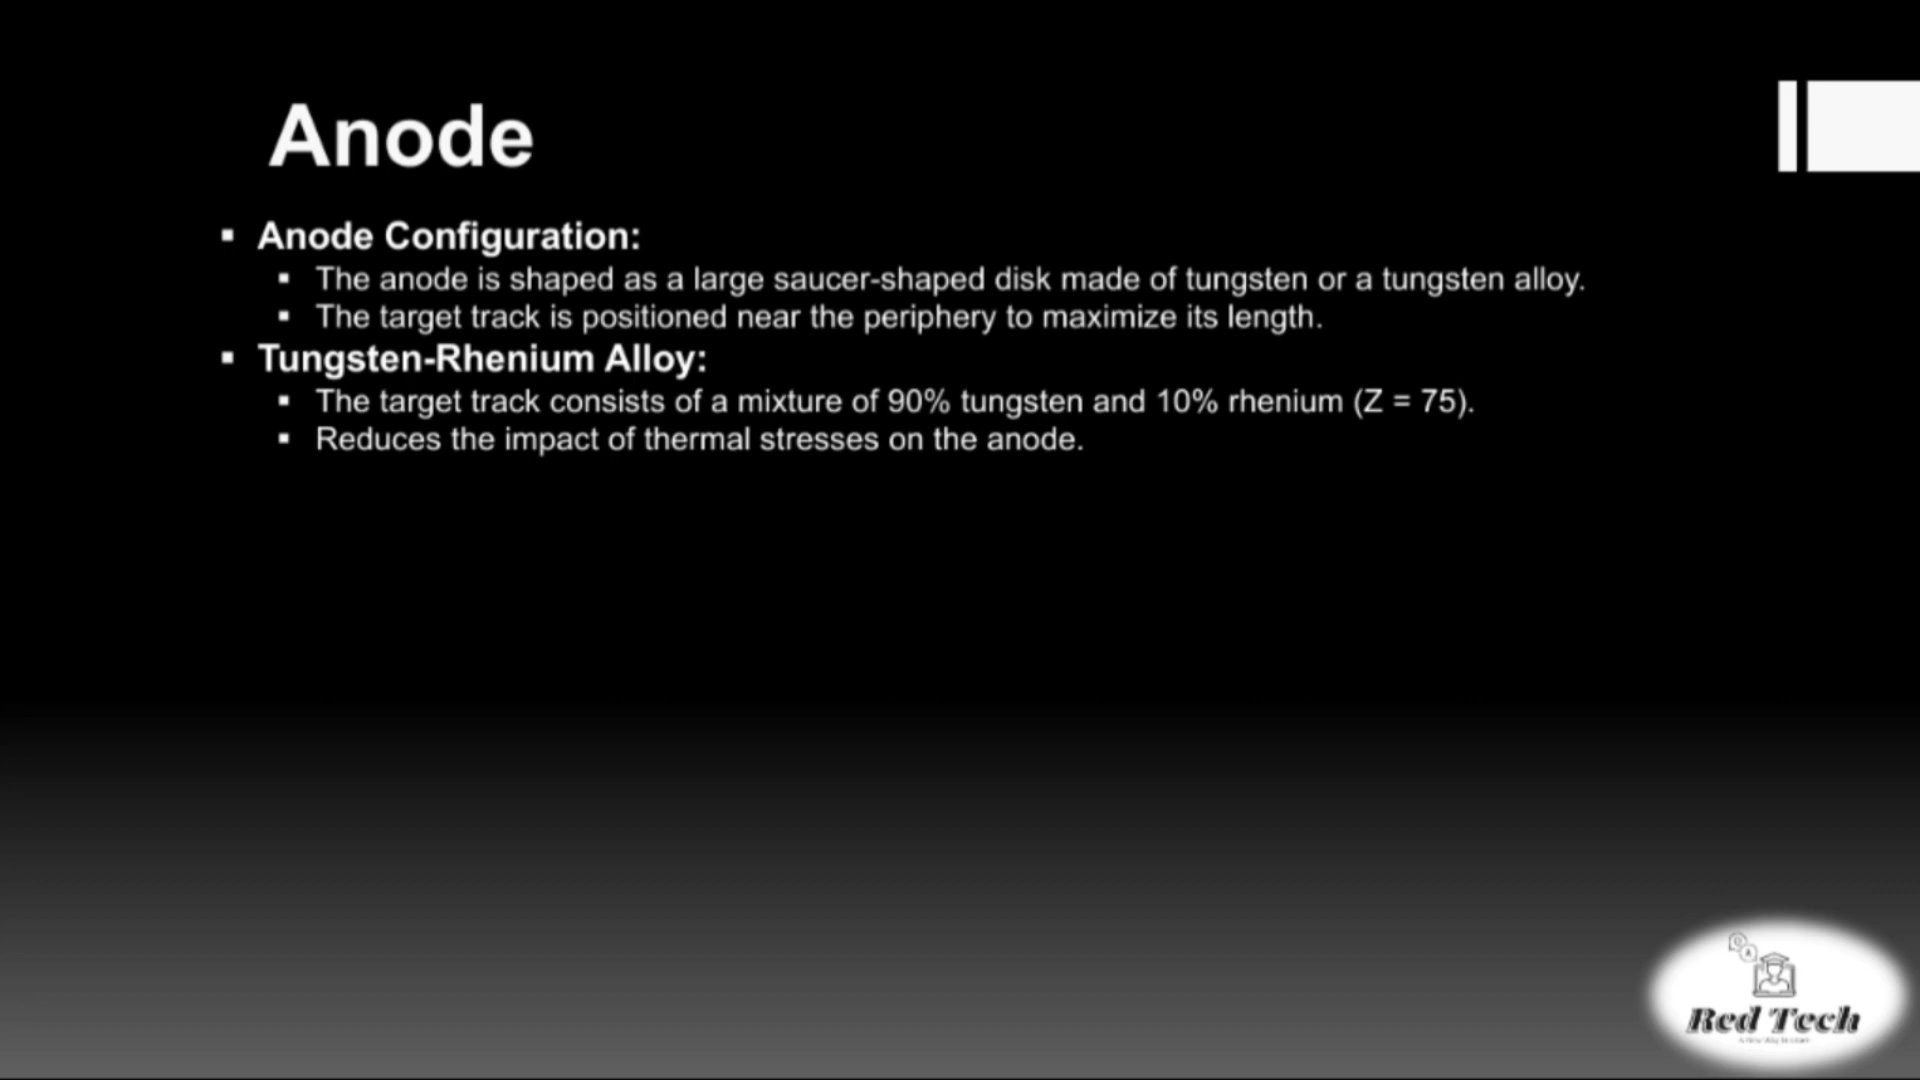 Anode
▪ Anode Configuration:
▪ The anode is shaped as a large saucer-shaped disk made of tungsten or a tungsten alloy.
▪ The target track is positioned near the periphery to maximize its length.
▪ Tungsten-Rhenium Alloy:
▪ The target track consists of a mixture of 90% tungsten and 10% rhenium (Z = 75).
▪ Reduces the impact of thermal stresses on the anode.
Red Tech